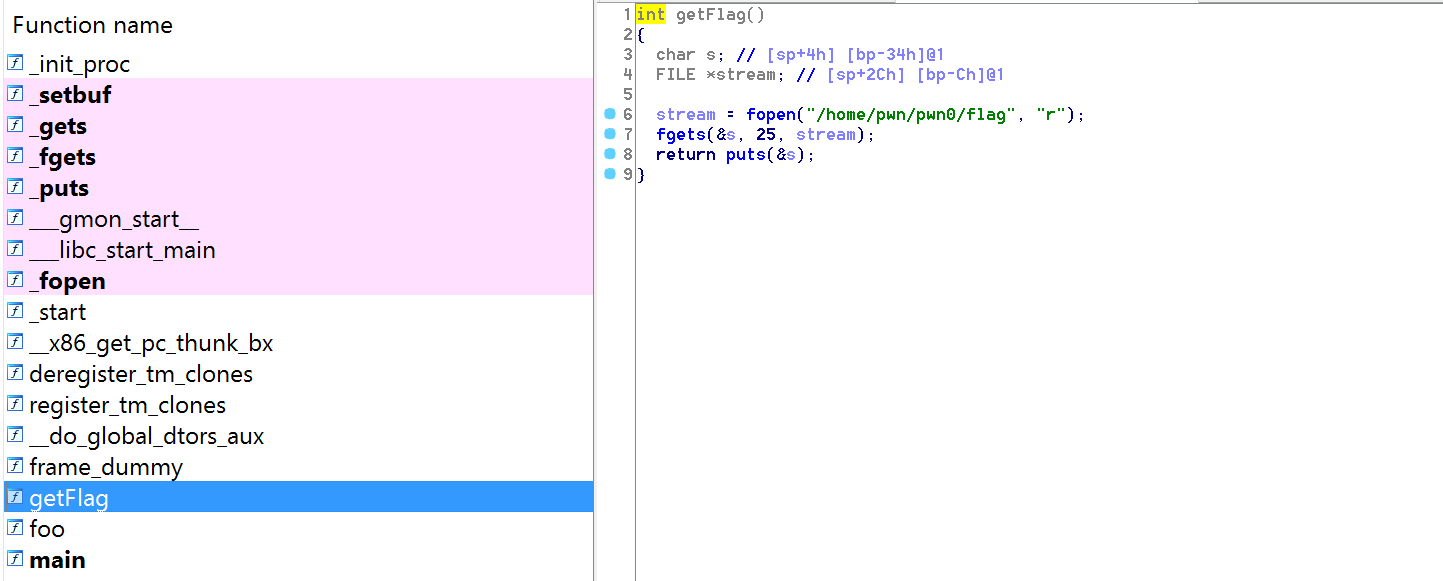 Function name
_init_proc
_setbuf
_gets
_fgets
_puts
___gmon_start__
___libc_start_main
_fopen
_start
__x86_get_pc_thunk_bx
deregister_tm_clones
register_tm_clones
__do_global_dtors_aux
frame_dummy
getFlag
foo
main
1 int getFlag()
2 {
3   char s; // [sp+4h] [bp-34h]@1
4   FILE *stream; // [sp+2Ch] [bp-Ch]@1
5
6   stream = fopen("/home/pwn/pwn0/flag", "r");
7   fgets(&s, 25, stream);
8   return puts(&s);
9 }